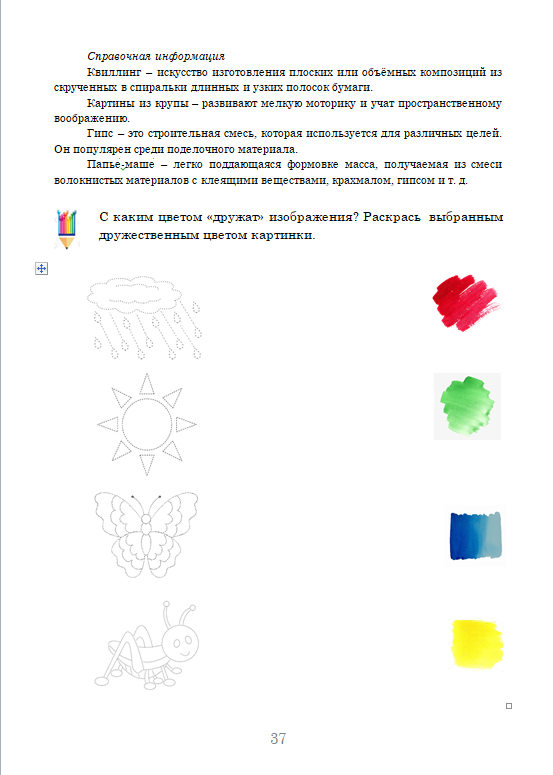 Справочная информация
Квиллинг – искусство изготовления плоских или объёмных композиций из
скрученных в спиральки длинных и узких полосок бумаги.
Картины из крупы – развивают мелкую моторику и учат пространственному
воображению.
Гипс – это строительная смесь, которая используется для различных целей.
Он популярен среди поделочного материала.
Папье́-маше́ – легко поддающаяся формовке масса, получаемая из смеси
волокнистых материалов с клеящими веществами, крахмалом, гипсом и т. д.
С каким цветом «дружат» изображения? Раскрась выбранным
дружественным цветом картинки.
37